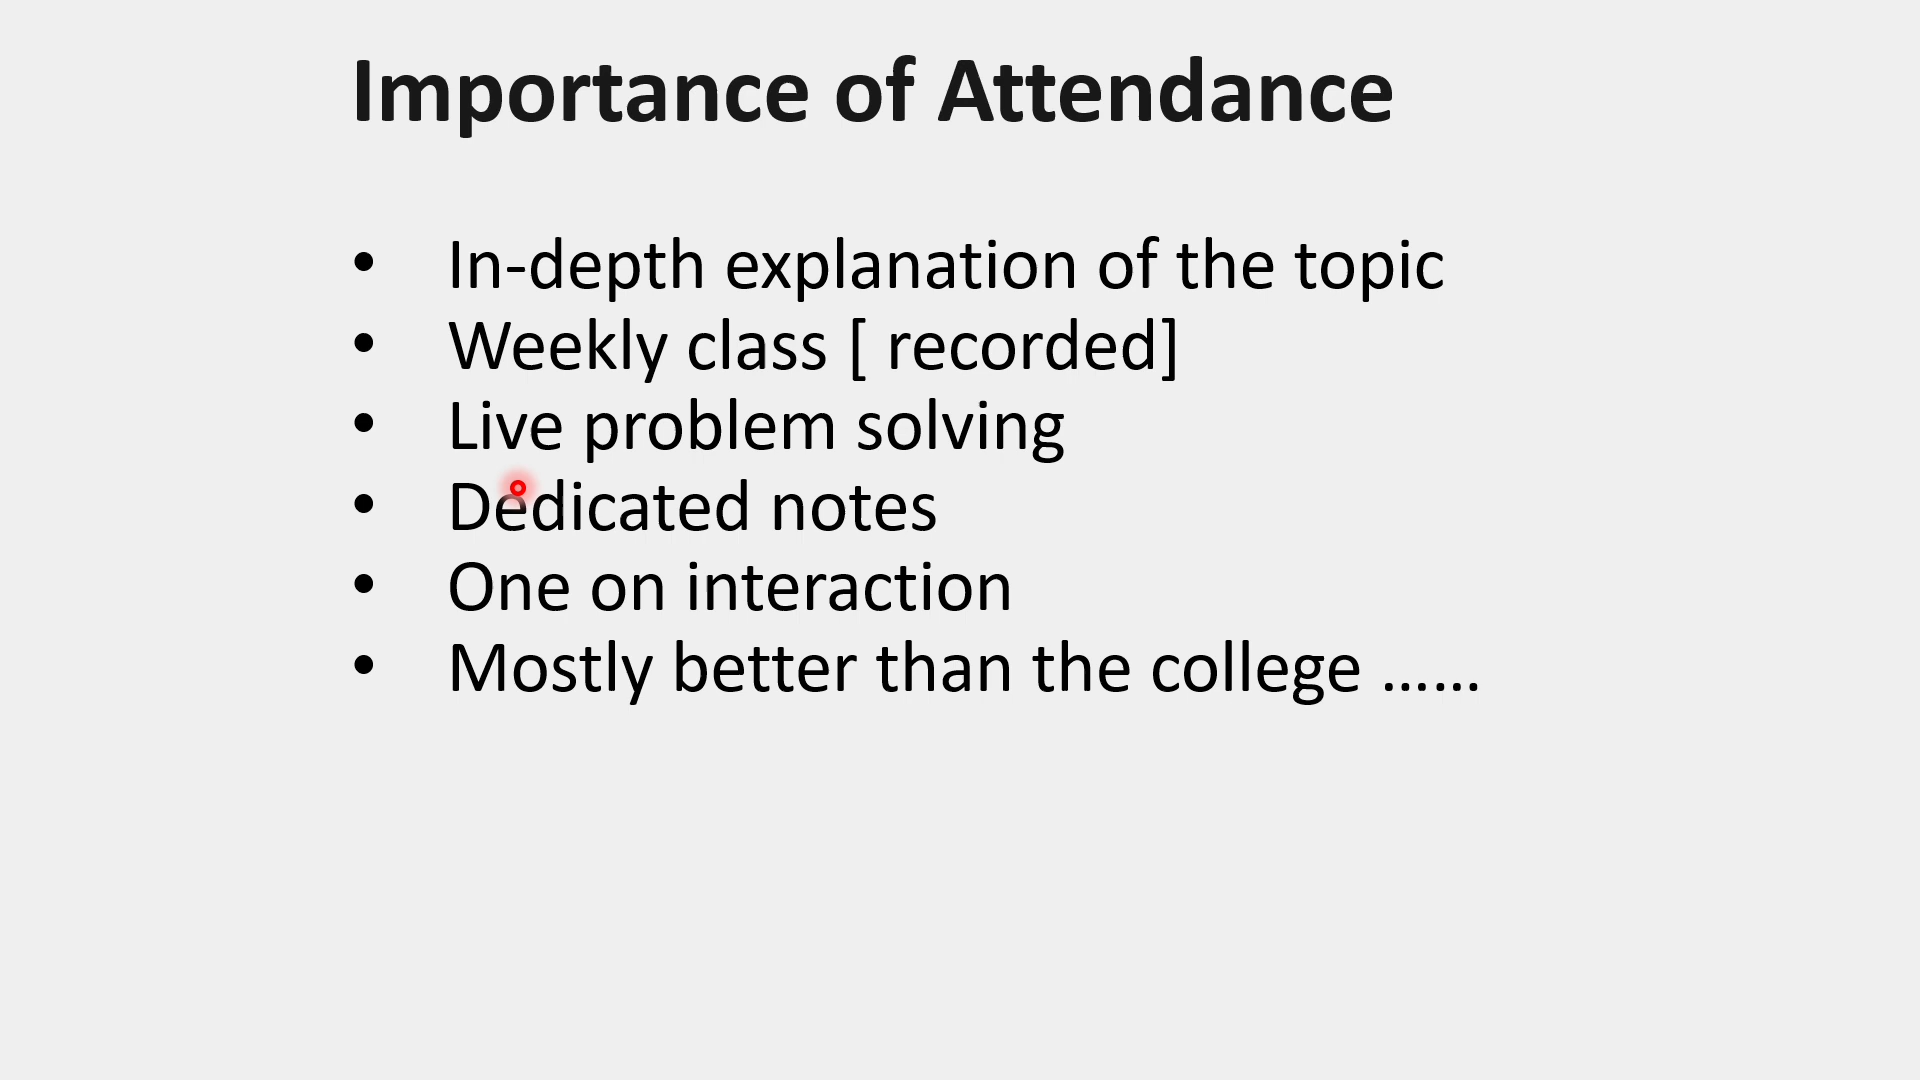 Importance of Attendance
• In-depth explanation of the topic
• Weekly class [ recorded]
• Live problem solving
• Dedicated notes
• One on interaction
• Mostly better than the college ......